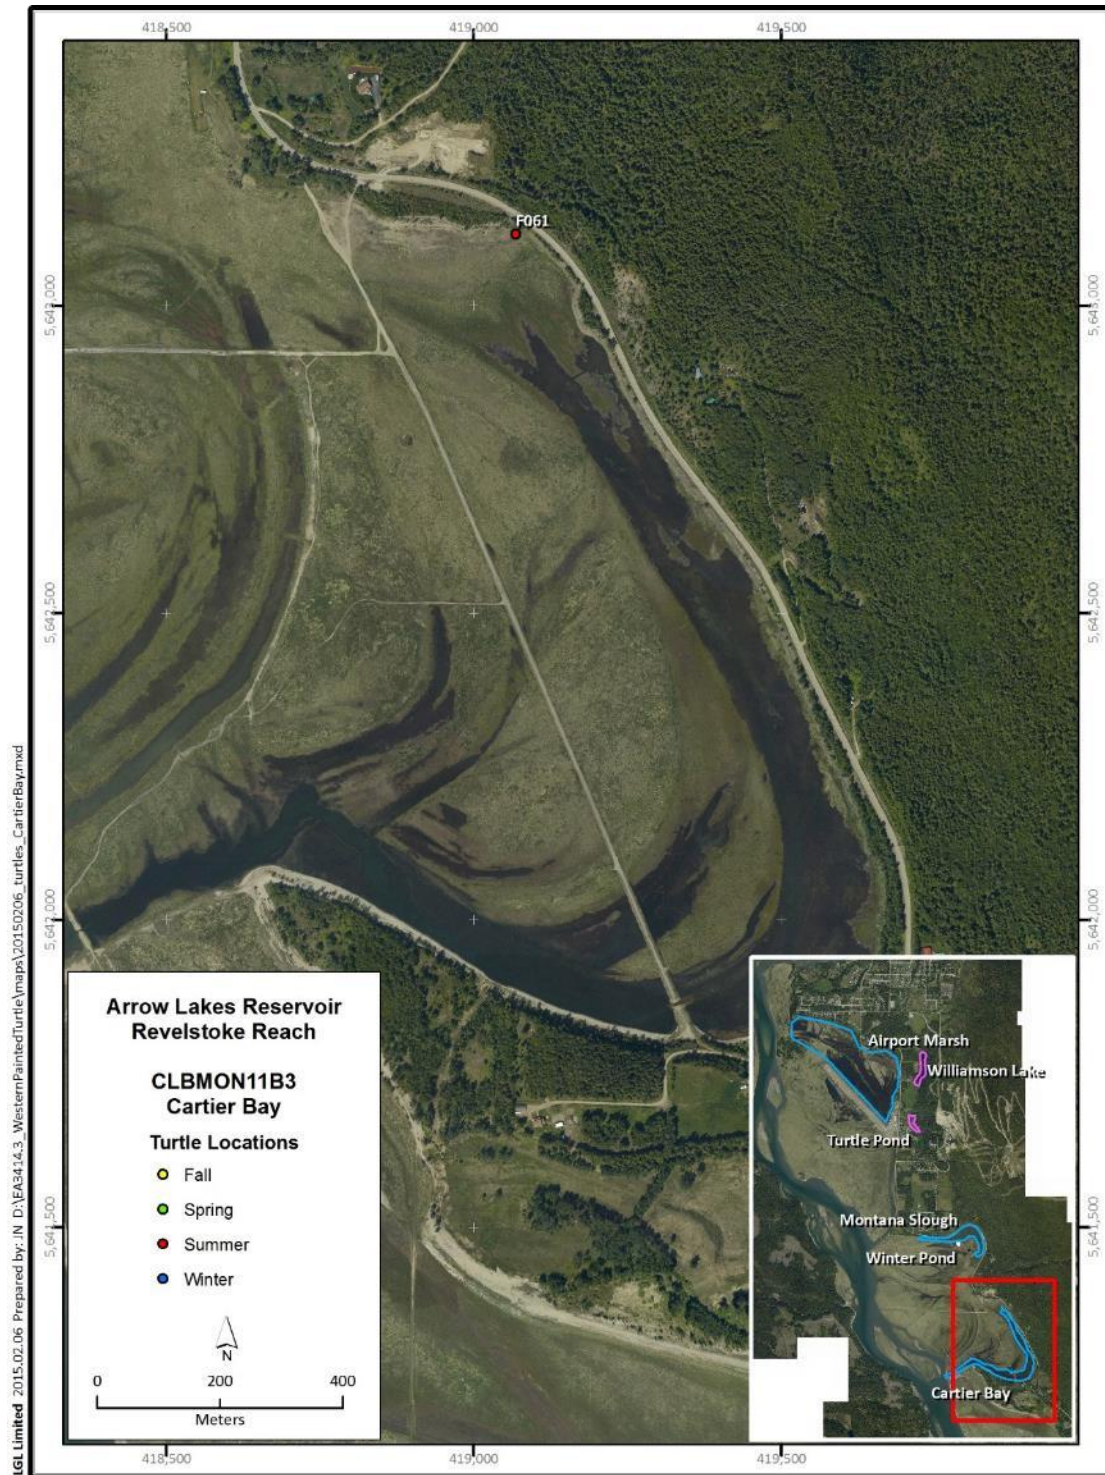 418,500 419,000 419,500
F061
5,643,000 5,643,000
5,642,500 5,642,500
5,642,000 5,642,000
5,641,500 5,641,500
Arrow Lakes Reservoir
Revelstoke Reach
CLBMON11B3
Cartier Bay
Turtle Locations
Fall
Spring
Summer
Winter
N
0 200 400
Meters
Airport Marsh
Williamson Lake
Turtle Pond
Montana Slough
Winter Pond
Cartier Bay
418,500 419,000 419,500
LGL Limited 2015.02.06 Prepared by: JN D:\EA3414.3_WesternPaintedTurtle\maps\20150206_turtles_CartierBay.mxd